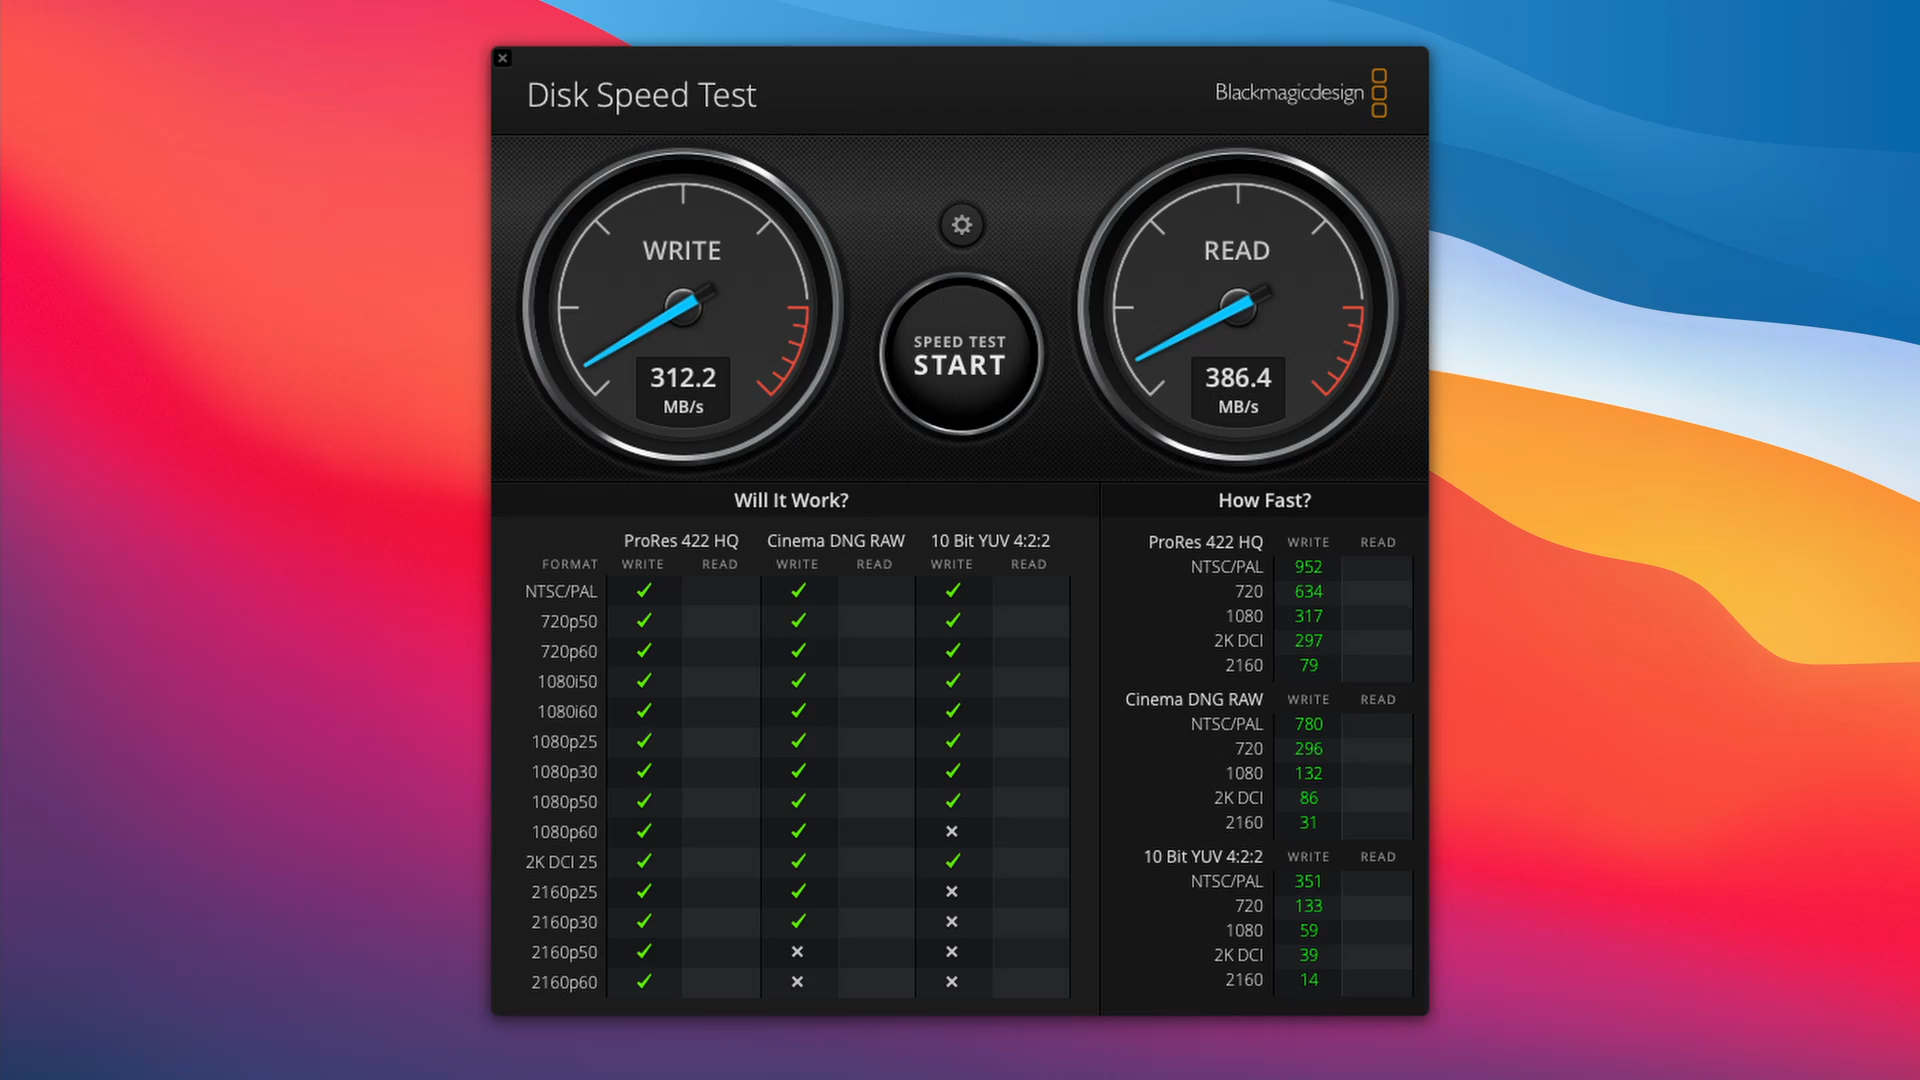 Disk Speed Test
Blackmagicdesign
WRITE
312.2
MB/s
SPEED TEST
START
READ
386.4
MB/s
Will It Work?
ProRes 422 HQ Cinema DNG RAW 10 Bit YUV 4:2:2
FORMAT WRITE READ WRITE READ WRITE READ
NTSC/PAL ✓ ✓ ✓
720p50 ✓ ✓ ✓
720p60 ✓ ✓ ✓
1080i50 ✓ ✓ ✓
1080i60 ✓ ✓ ✓
1080p25 ✓ ✓ ✓
1080p30 ✓ ✓ ✓
1080p50 ✓ ✓ ✓
1080p60 ✓ ✓ ×
2K DCI 25 ✓ ✓ ✓
2160p25 ✓ ✓ ×
2160p30 ✓ ✓ ×
2160p50 ✓ × ×
2160p60 ✓ × ×
How Fast?
ProRes 422 HQ WRITE READ
NTSC/PAL 952
720 634
1080 317
2K DCI 297
2160 79
Cinema DNG RAW WRITE READ
NTSC/PAL 780
720 296
1080 132
2K DCI 86
2160 31
10 Bit YUV 4:2:2 WRITE READ
NTSC/PAL 351
720 133
1080 59
2K DCI 39
2160 14